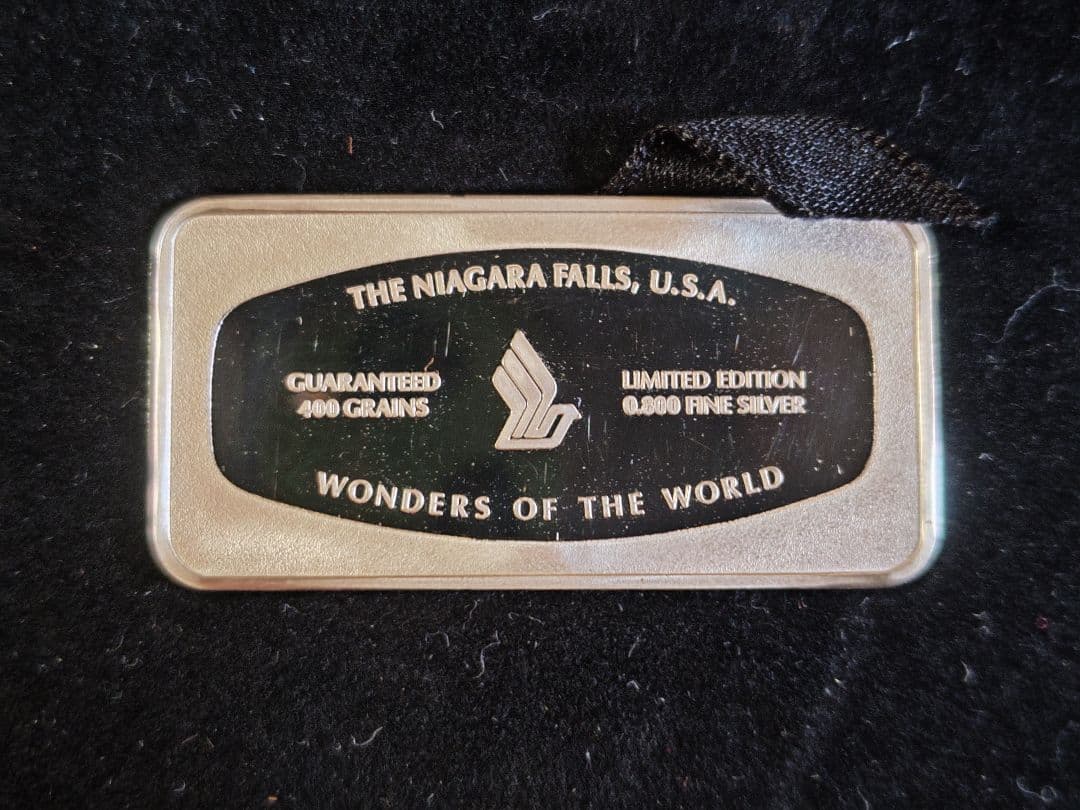 THE NIAGARA FALLS, U.S.A.
GUARANTEED
400 GRAINS
LIMITED EDITION
0.800 FINE SILVER
WONDERS OF THE WORLD